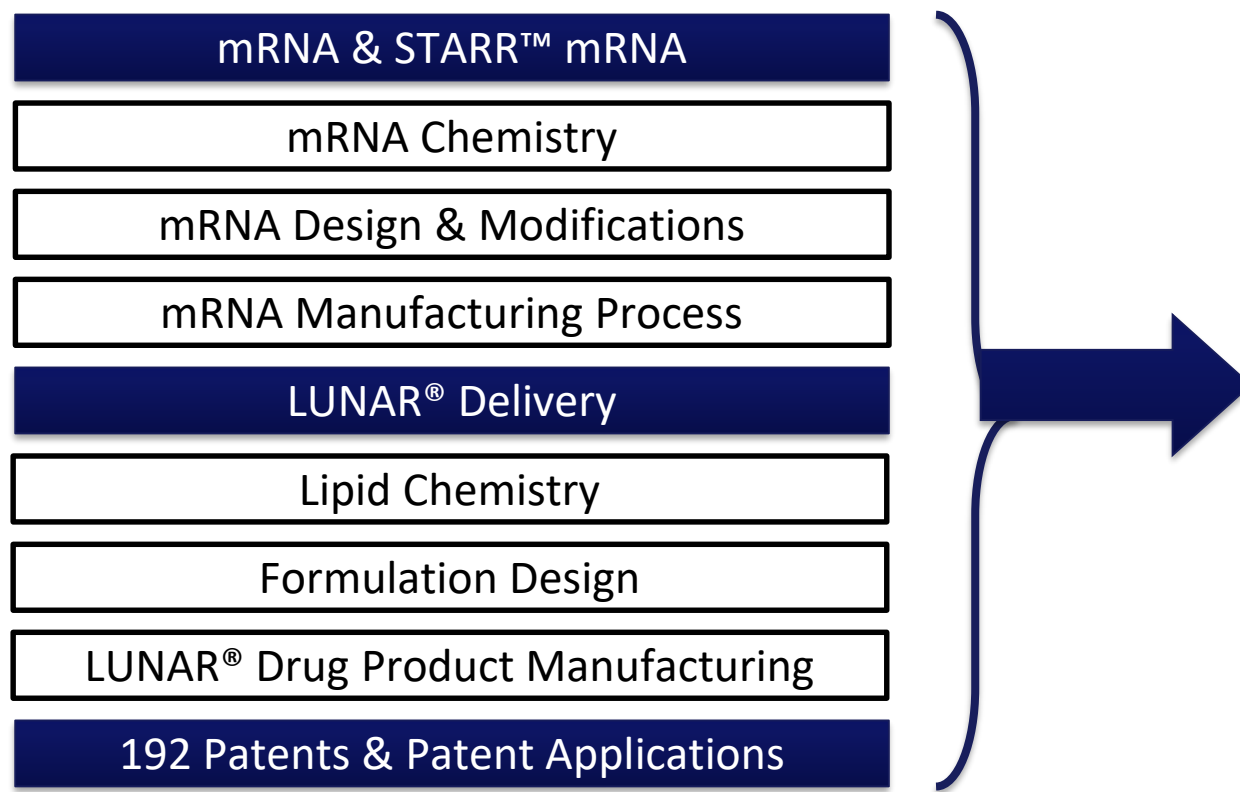 mRNA & STARR™ mRNA
mRNA Chemistry
mRNA Design & Modifications
mRNA Manufacturing Process
LUNAR® Delivery
Lipid Chemistry
Formulation Design
LUNAR® Drug Product Manufacturing
192 Patents & Patent Applications